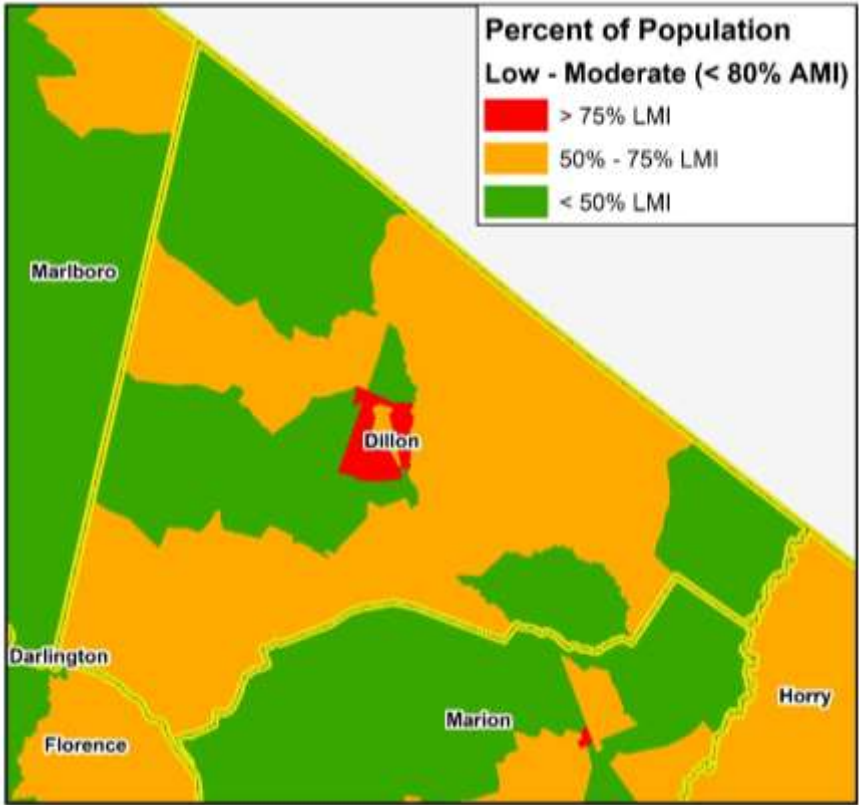 Percent of Population
Low - Moderate (< 80% AMI)
> 75% LMI
50% - 75% LMI
< 50% LMI
Marlboro
Dillon
Darlington
Horry
Marion
Florence